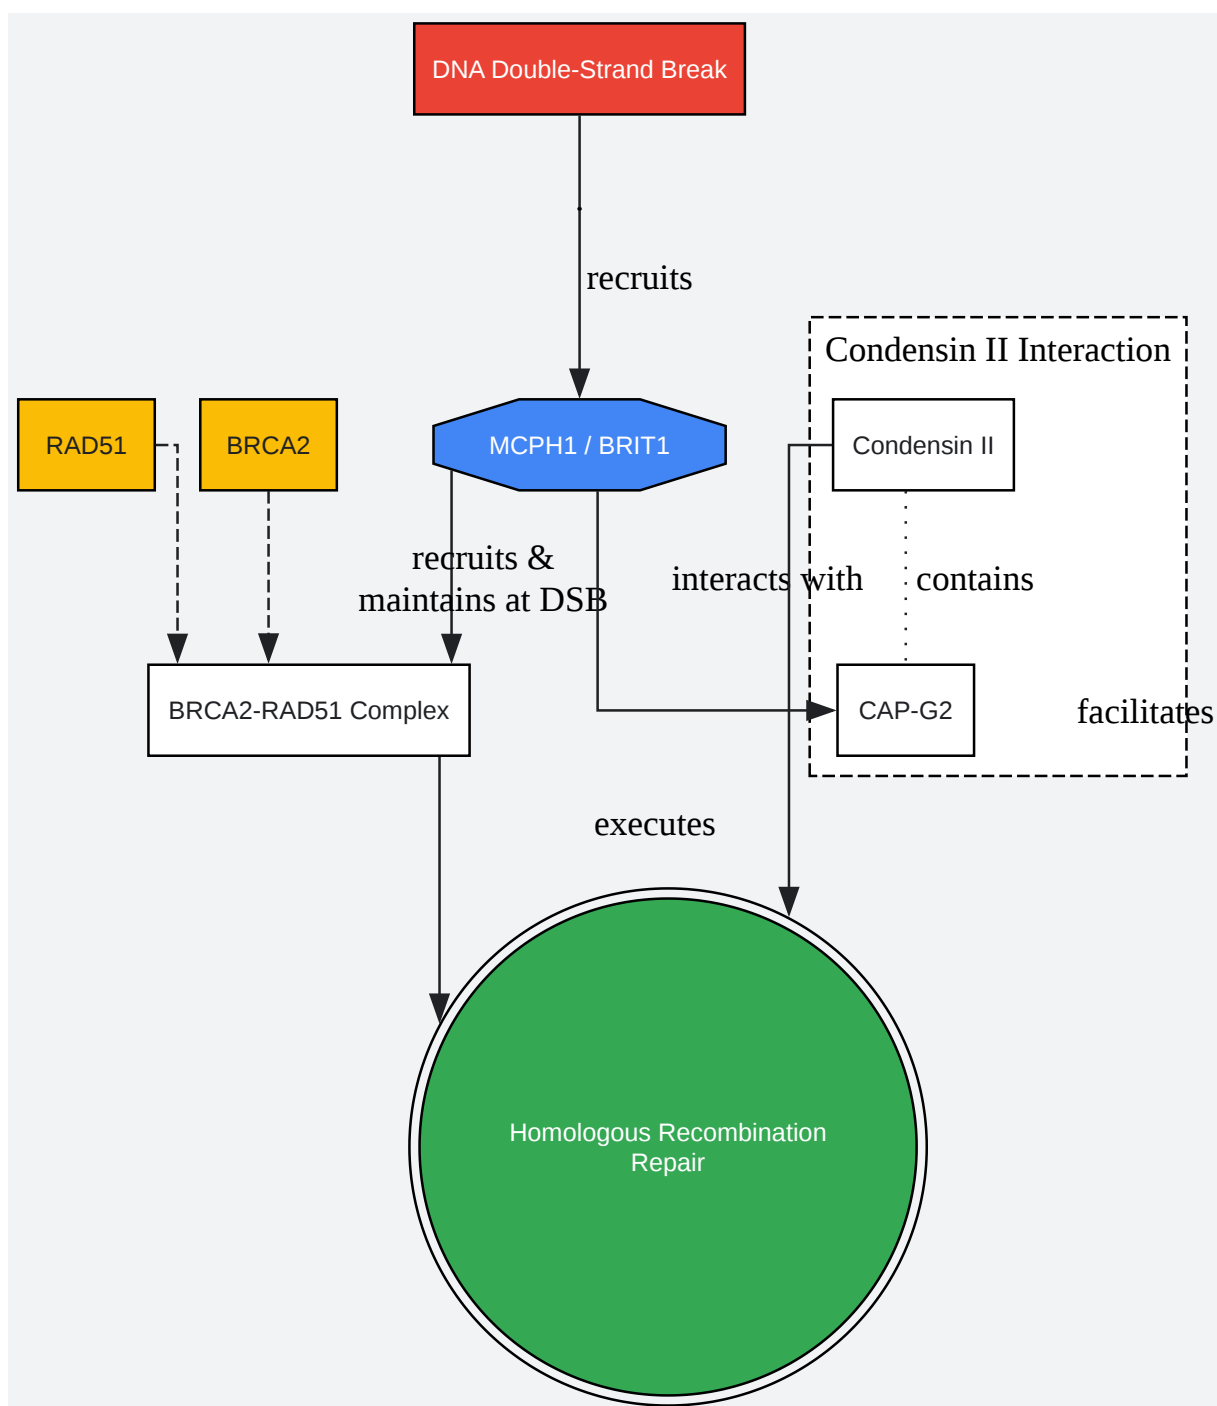 DNA Double-Strand Break
recruits
Condensin II Interaction
RAD51
BRCA2
MCPH1 / BRIT1
Condensin II
recruits &
maintains at DSB
interacts with
contains
BRCA2-RAD51 Complex
CAP-G2
facilitates
executes
Homologous Recombination
Repair